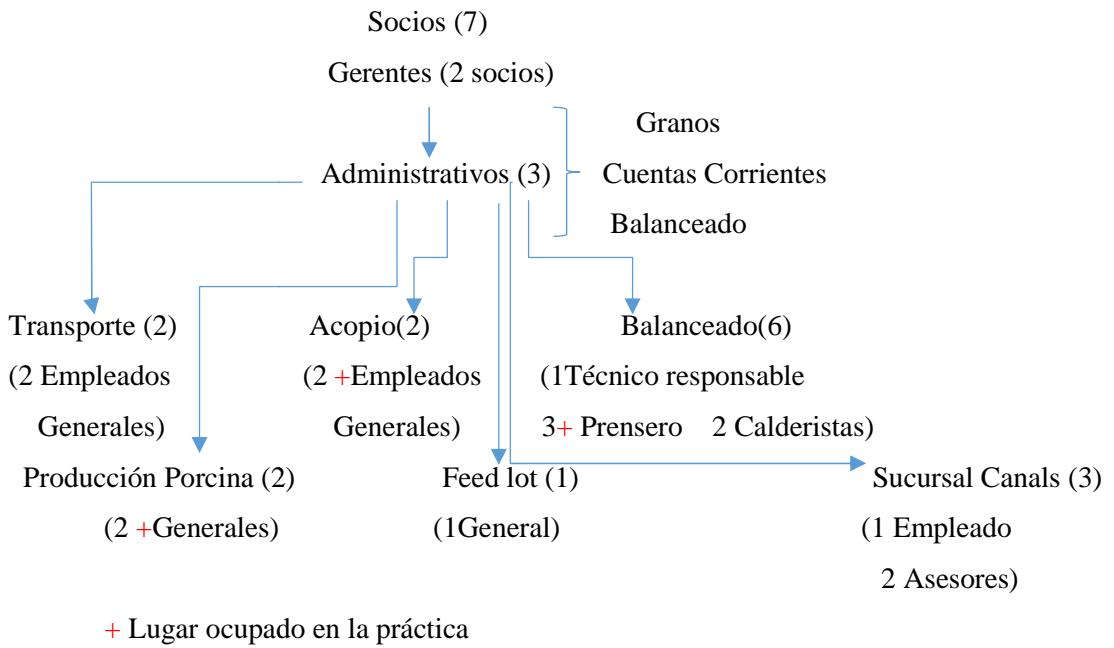 Socios (7)
Gerentes (2 socios)
Granos
Administrativos (3)
Cuentas Corrientes
Balanceado
Transporte (2)
Acopio(2)
Balanceado(6)
(2 Empleados
(2 +Empleados
(1Técnico responsable
Generales)
Generales)
3+ Prensero 2 Calderistas)
Producción Porcina (2)
Feed lot (1)
Sucursal Canals (3)
(2 +Generales)
(1General)
(1 Empleado
2 Asesores)
+ Lugar ocupado en la práctica